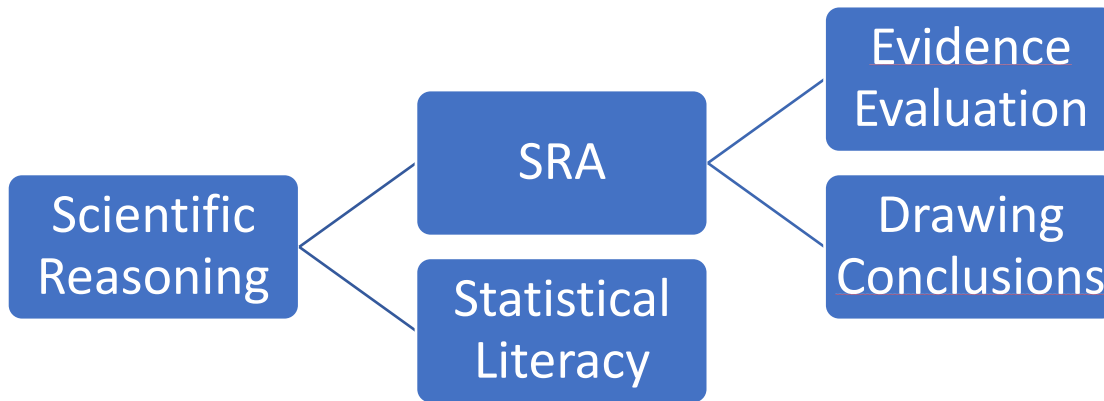 Scientific
Reasoning
SRA
Statistical
Literacy
Evidence
Evaluation
Drawing
Conclusions